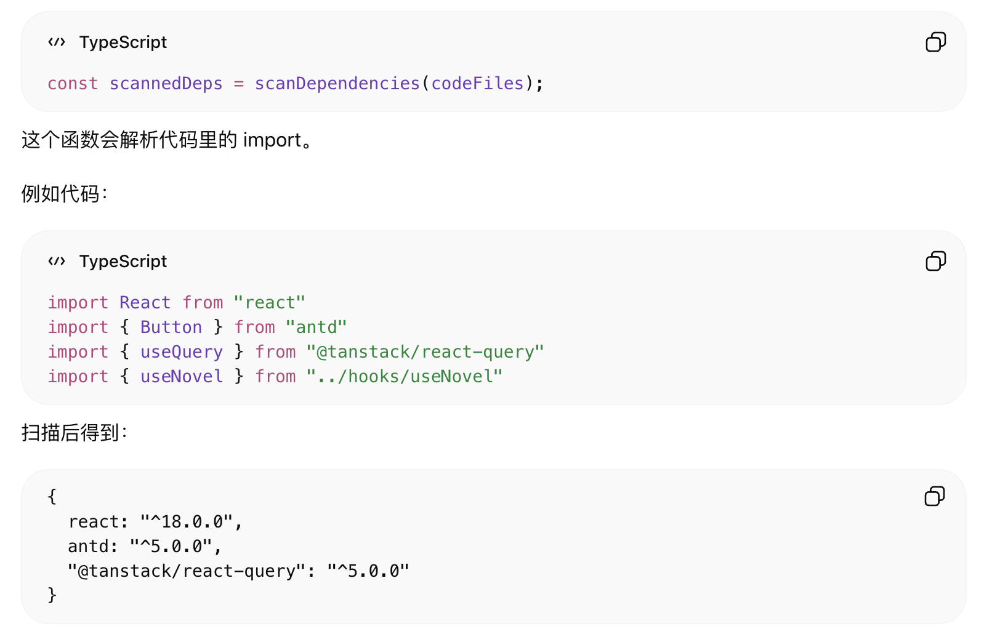 TypeScript
const scannedDeps = scanDependencies(codeFiles);
这个函数会解析代码里的 import。
例如代码：
TypeScript
import React from "react"
import { Button } from "antd"
import { useQuery } from "@tanstack/react-query"
import { useNovel } from "../hooks/useNovel"
扫描后得到：
{
  react: "^18.0.0",
  antd: "^5.0.0",
  "@tanstack/react-query": "^5.0.0"
}